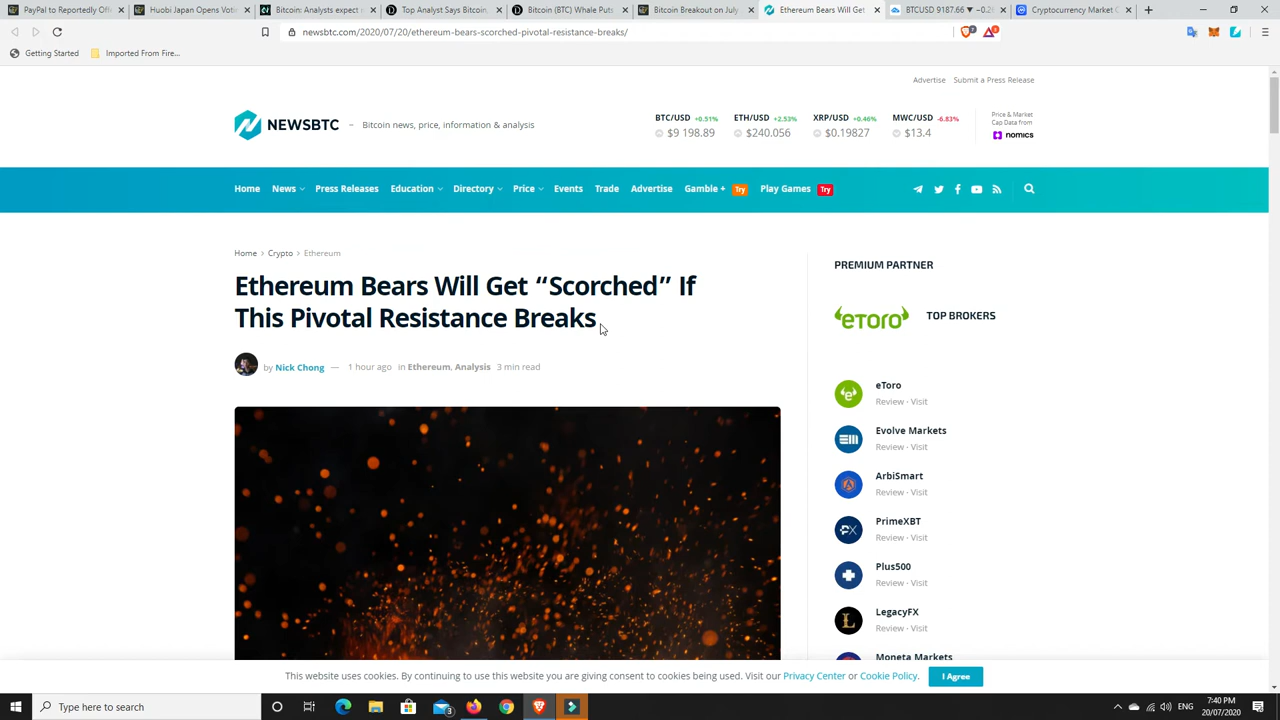 PayPal to Reportedly Of
Huobi Japan Opens Votin
Bitcoin: Analysts expect
Top Analyst Says Bitcoin
Bitcoin (BTC) Whale Puts
Bitcoin Breakout on July
Ethereum Bears Will Get
BTCUSD 9187.66 ▼ −0.2
Cryptocurrency Market C
newsbtc.com/2020/07/20/ethereum-bears-scorched-pivotal-resistance-breaks/
Getting Started
Imported From Fire...
Advertise Submit a Press Release
NEWSBTC – Bitcoin news, price, information & analysis
BTC/USD +0.51% ETH/USD +2.53% XRP/USD +0.46% MWC/USD -6.83%
$9 198.89 $240.056 $0.19827 $13.4
Price & Market
Cap Data from
nomics
Home News Press Releases Education Directory Price Events Trade Advertise Gamble + Try Play Games Try
Home > Crypto > Ethereum
Ethereum Bears Will Get “Scorched” If
This Pivotal Resistance Breaks
by Nick Chong — 1 hour ago in Ethereum, Analysis 3 min read
PREMIUM PARTNER
eToro TOP BROKERS
eToro
Review · Visit
Evolve Markets
Review · Visit
ArbiSmart
Review · Visit
PrimeXBT
Review · Visit
Plus500
Review · Visit
LegacyFX
Review · Visit
Moneta Markets
This website uses cookies. By continuing to use this website you are giving consent to cookies being used. Visit our Privacy Center or Cookie Policy. I Agree
Type here to search
ENG
7:40 PM
20/07/2020